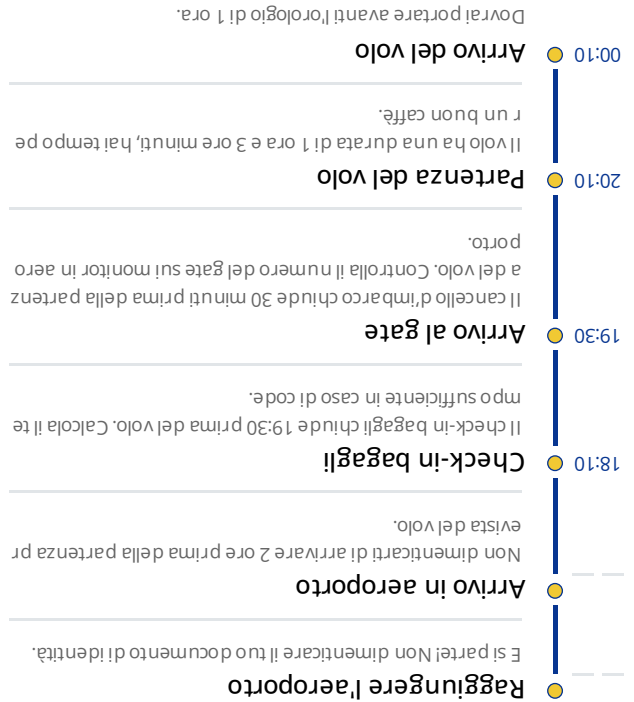 Raggiungere l'aeroporto
E si parte! Non dimenticare il tuo documento di identità.
Arrivo in aeroporto
Non dimenticarti di arrivare 2 ore prima della partenza pr
evista del volo.
18:10
Check-in bagagli
Il check-in bagagli chiude 19:30 prima del volo. Calcola il te
mpo sufficiente in caso di code.
19:30
Arrivo al gate
Il cancello d'imbarco chiude 30 minuti prima della partenz
a del volo. Controlla il numero del gate sui monitor in aero
porto.
20:10
Partenza del volo
Il volo ha una durata di 1 ora e 3 ore minuti, hai tempo pe
r un buon caffè.
00:10
Arrivo del volo
Dovrai portare avanti l'orologio di 1 ora.